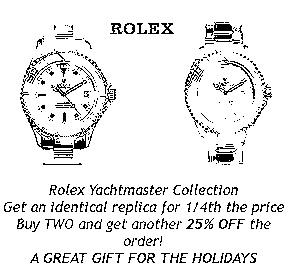 ROLEX
Rolex Yachtmaster Collection
Get an identical replica for 1/4th the price
Buy TWO and get another 25% OFF the
order!
A GREAT GIFT FOR THE HOLIDAYS